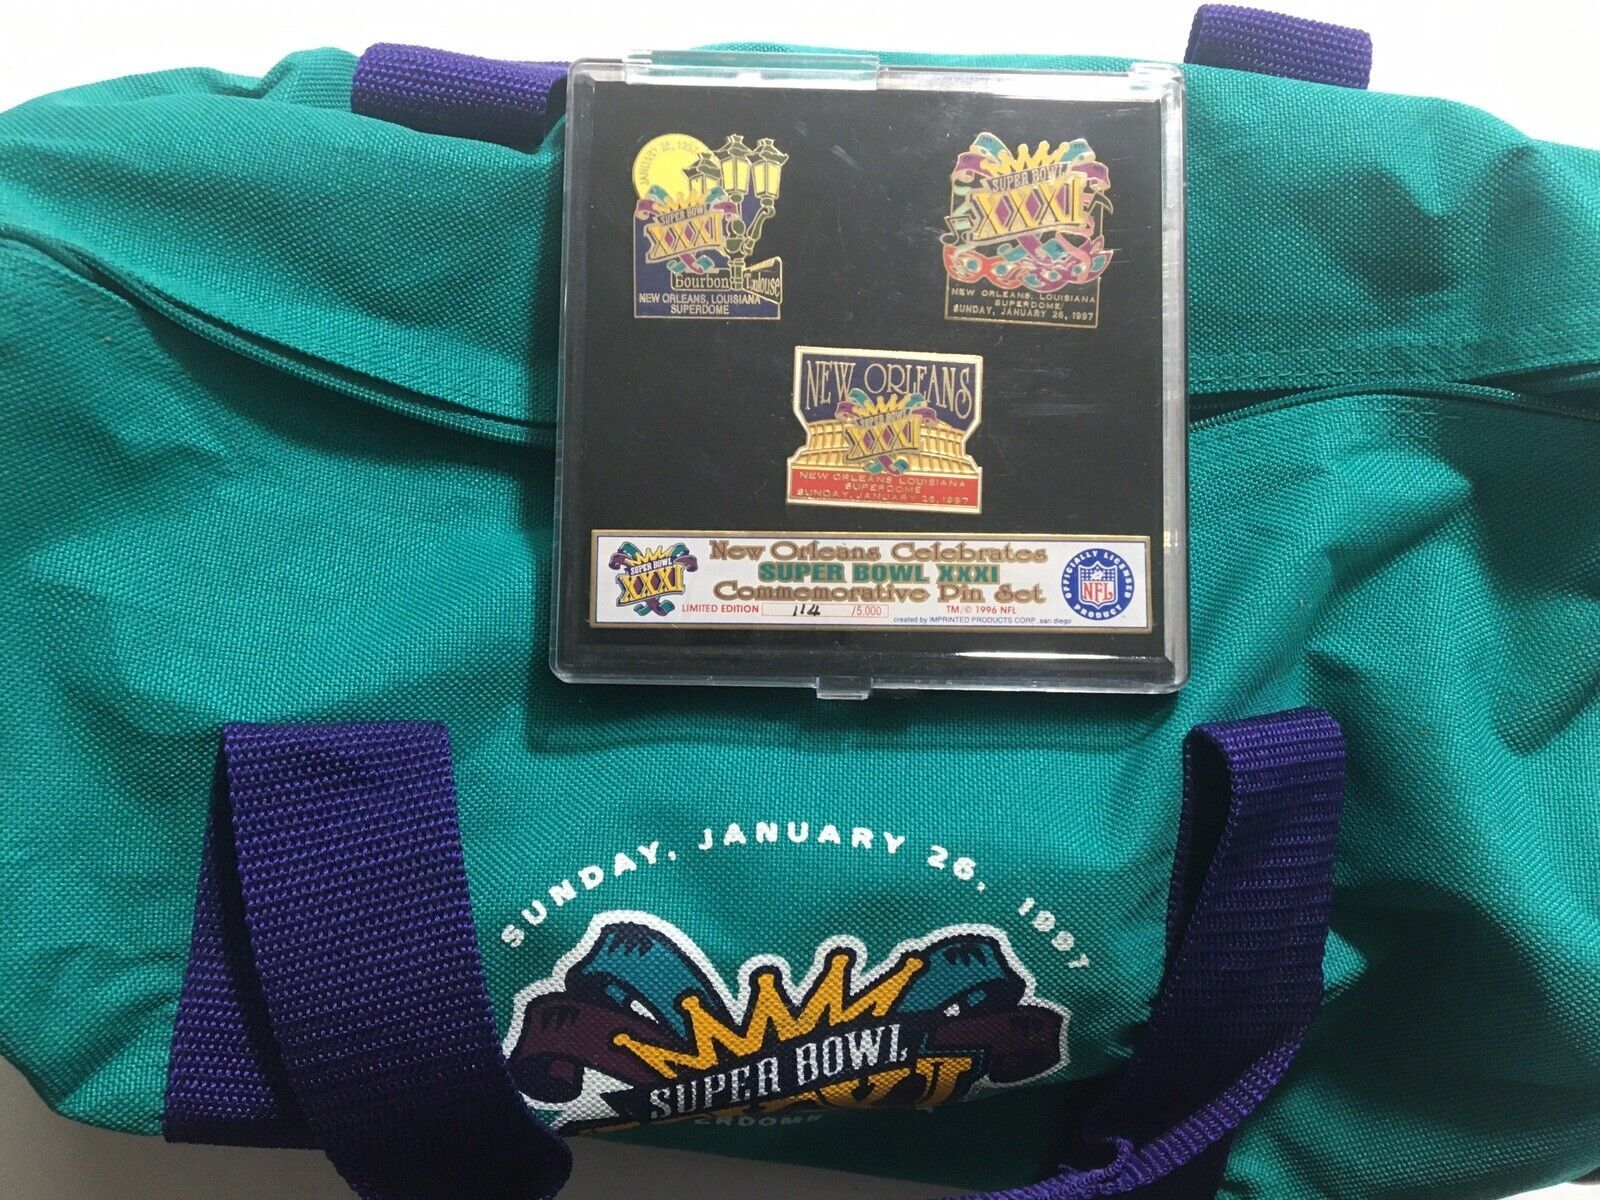 JANUARY 26, 1997
SUPER BOWL
XXXI
Bourbon Toulouse
NEW ORLEANS, LOUISIANA
SUPERDOME
SUPER BOWL
XXXI
NEW ORLEANS, LOUISIANA
SUPERDOME
SUNDAY, JANUARY 26, 1997
NEW ORLEANS
SUPER BOWL
XXXI
NEW ORLEANS LOUISIANA
SUPERDOME
SUNDAY, JANUARY 26, 1997
SUPER BOWL
XXXI
New Orleans Celebrates
SUPER BOWL XXXI
Commemorative Pin Set
LIMITED EDITION 114 /5.000 TM/© 1996 NFL
created by IMPRINTED PRODUCTS CORP. san diego
OFFICIALLY LICENSED
NFL
PRODUCT
SUNDAY, JANUARY 26, 1997
SUPER BOWL